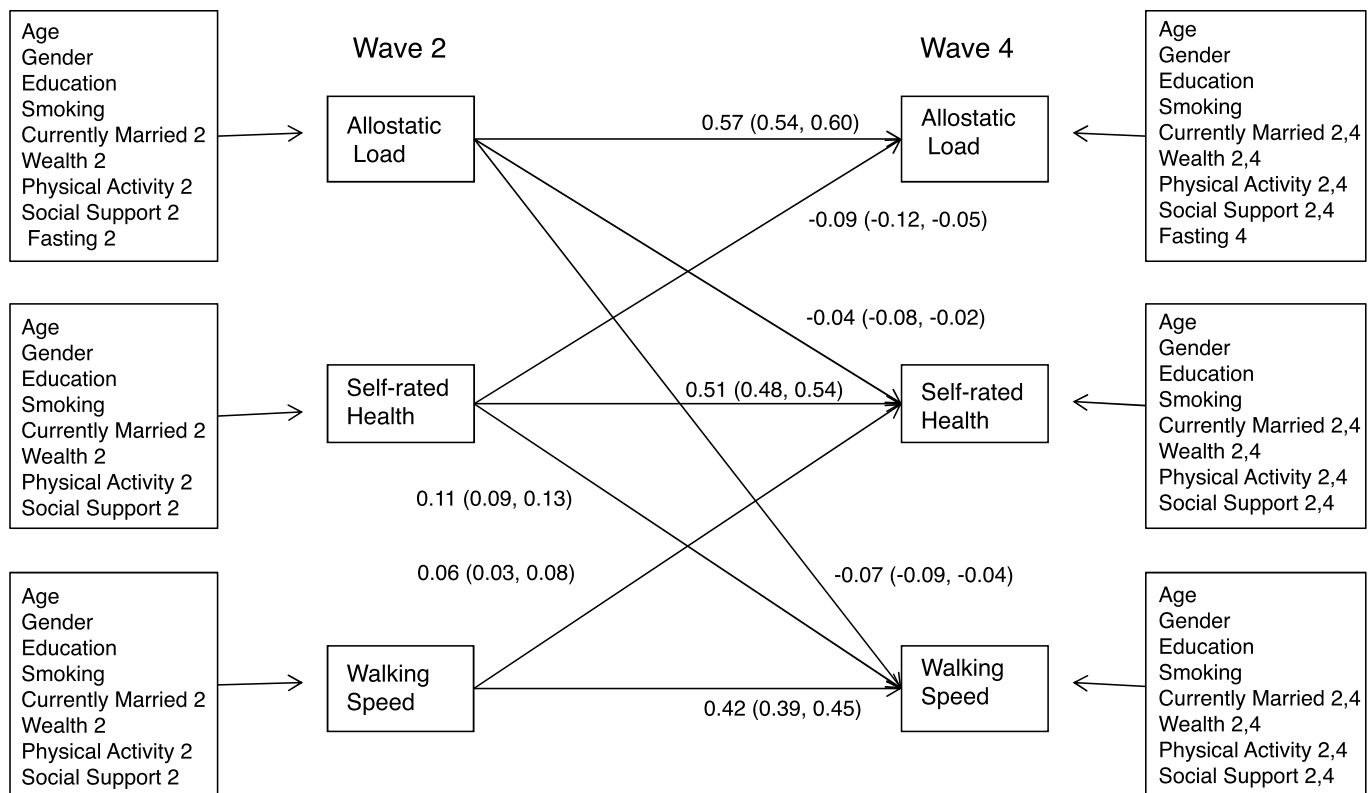 Age
Gender
Education
Smoking
Currently Married 2
Wealth 2
Physical Activity 2
Social Support 2
Fasting 2
Self-rated
Health
Age
Gender
Education
Smoking
Currently Married 2
Wealth 2
Physical Activity 2
Social Support 2
Age
Gender
Education
Smoking
Currently Married 2
Wealth 2
Physical Activity 2
Social Support 2
Wave 2
Allostatic
Load
Walking
Speed
0.57 (0.54, 0.60)
-0.09 (-0.12, -0.05)
-0.04 (-0.08, -0.02)
0.51 (0.48, 0.54)
0.11 (0.09, 0.13)
0.06 (0.03, 0.08)
-0.07 (-0.09, -0.04)
0.42 (0.39, 0.45)
Wave 4
Allostatic
Load
Self-rated
Health
Walking
Speed
Age
Gender
Education
Smoking
Currently Married 2,4
Wealth 2,4
Physical Activity 2,4
Social Support 2,4
Fasting 4
Age
Gender
Education
Smoking
Currently Married 2,4
Wealth 2,4
Physical Activity 2,4
Social Support 2,4
Age
Gender
Education
Smoking
Currently Married 2,4
Wealth 2,4
Physical Activity 2,4
Social Support 2,4